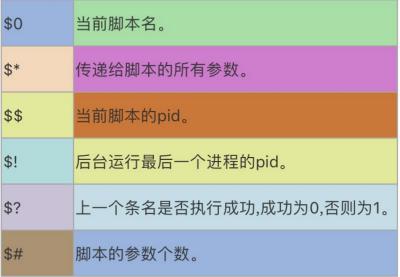 $0 当前脚本名。
$* 传递给脚本的所有参数。
$$ 当前脚本的pid。
$! 后台运行最后一个进程的pid。
$? 上一个条名是否执行成功,成功为0,否则为1。
$# 脚本的参数个数。